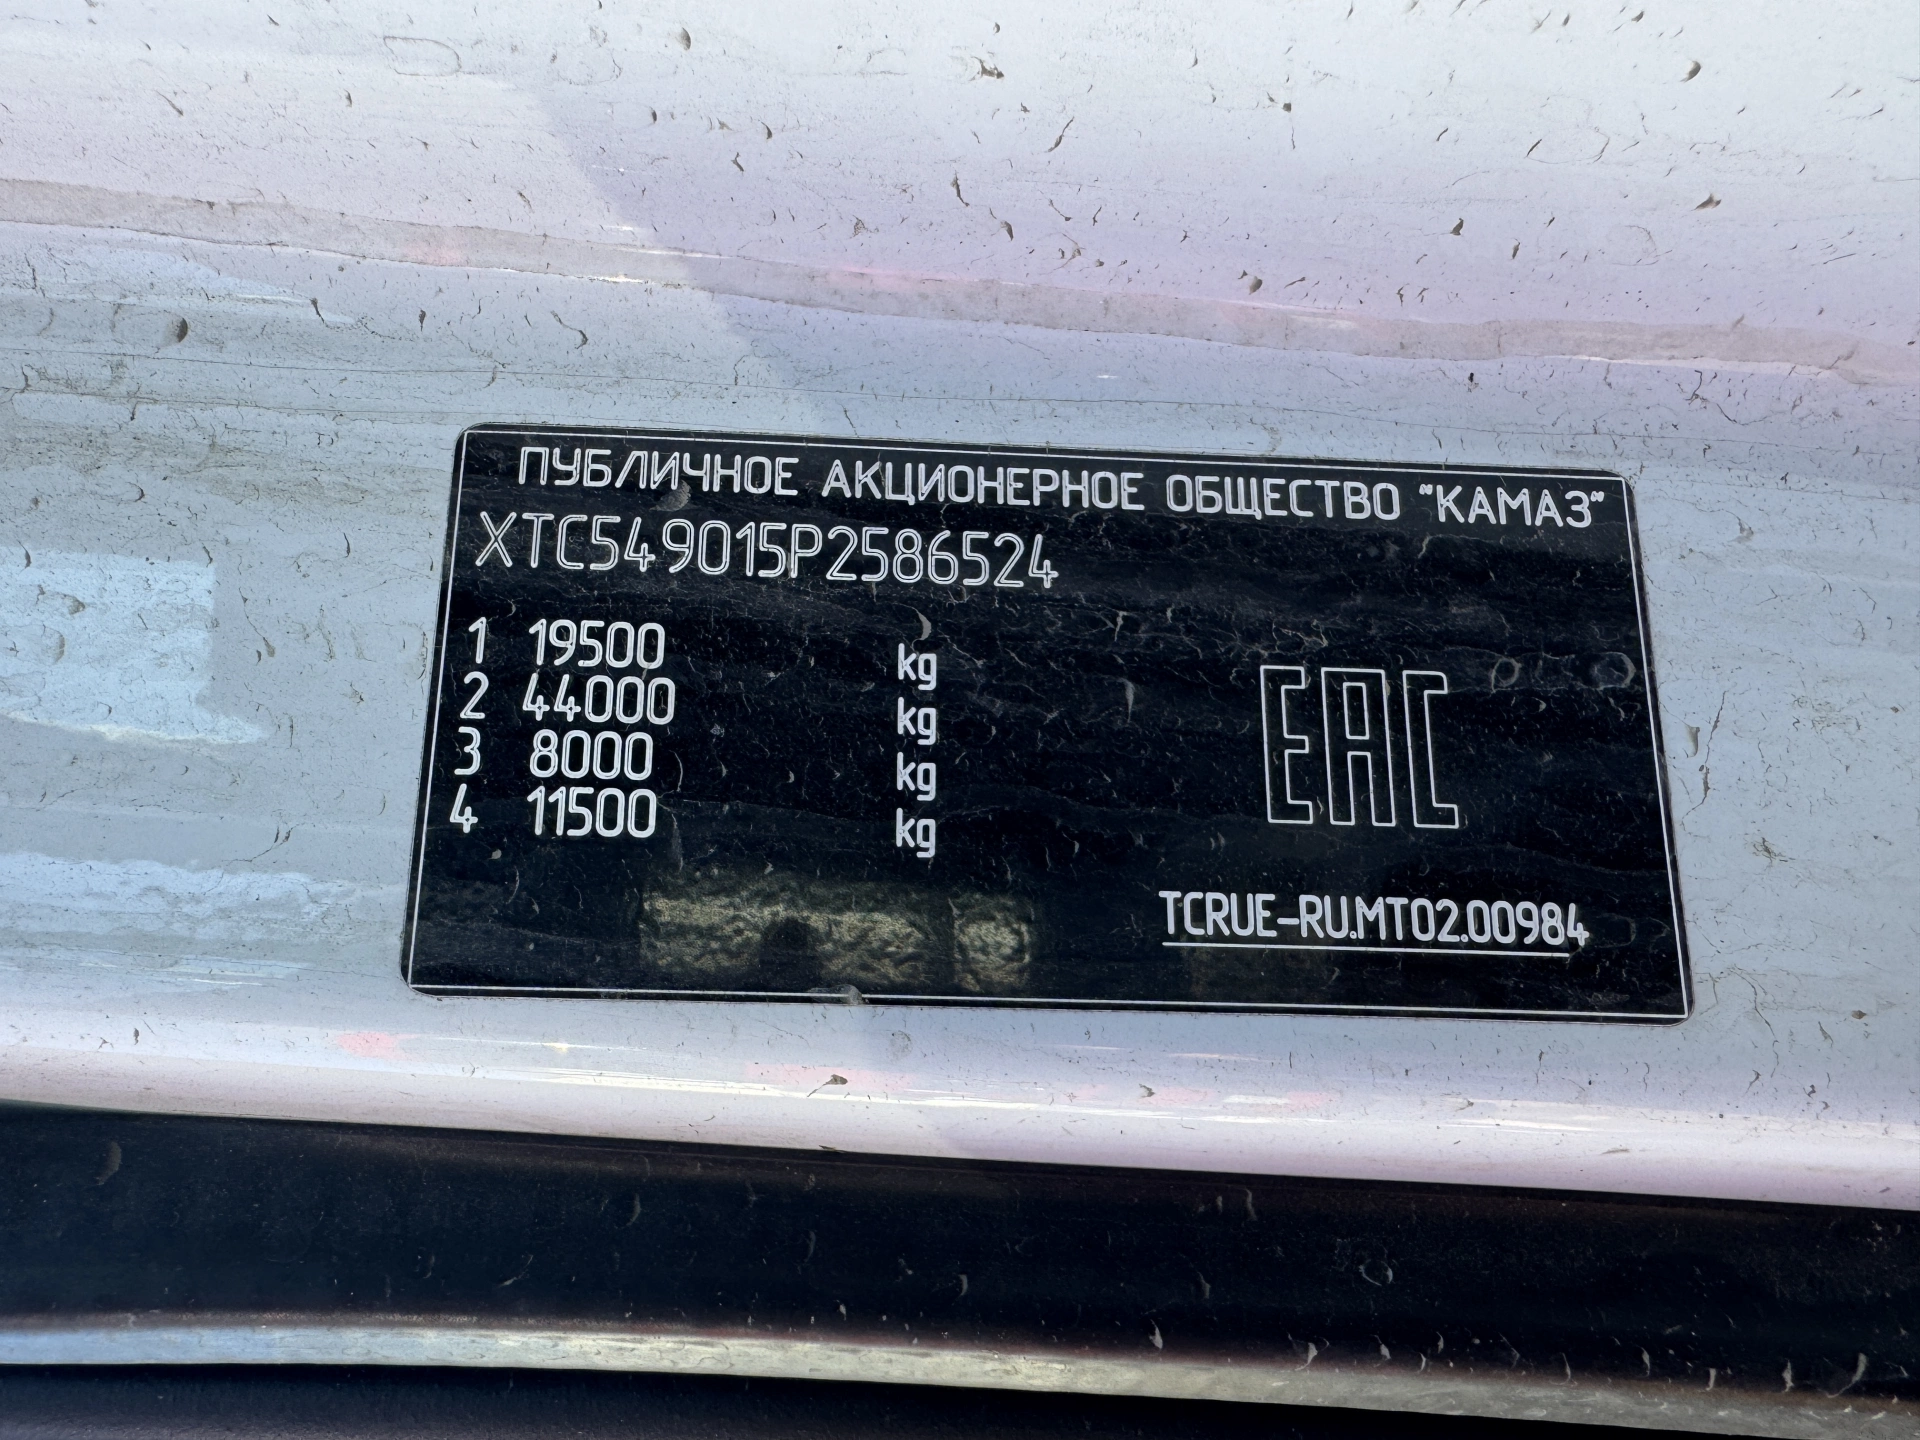 ПУБЛИЧНОЕ АКЦИОНЕРНОЕ ОБЩЕСТВО "КАМАЗ"
XTC549015P2586524
1 19500 kg
2 44000 kg
3 8000 kg
4 11500 kg
EAC
TCRUE-RU.MT02.00984